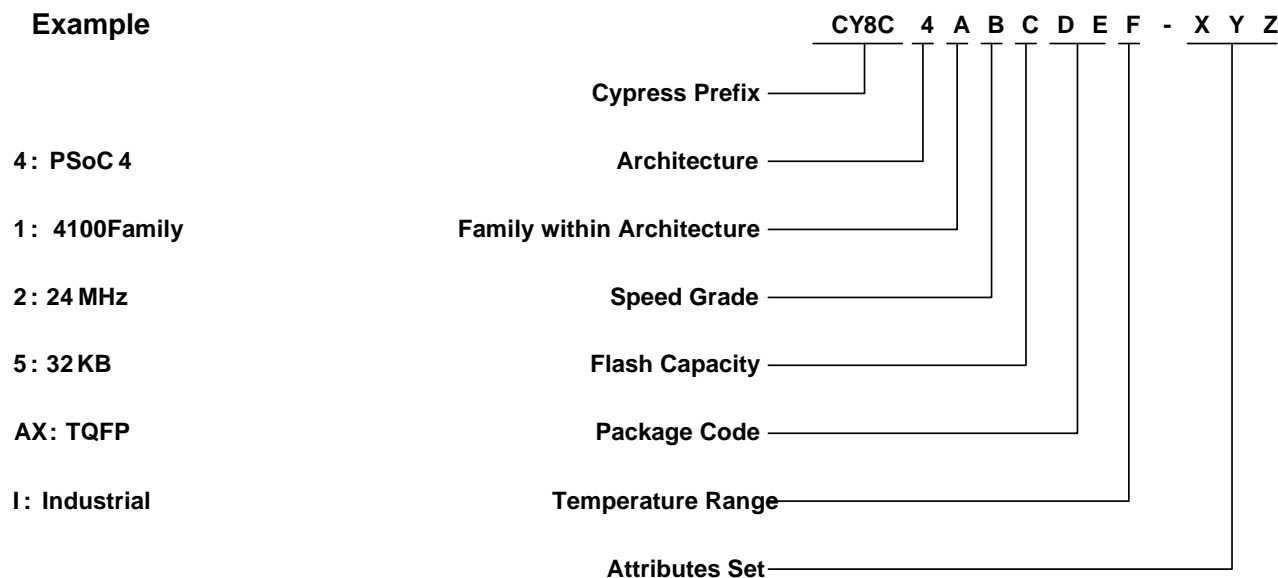 Example CY8C 4 A B C D E F - X Y Z
Cypress Prefix
4: PSoC 4 Architecture
1: 4100Family Family within Architecture
2: 24 MHz Speed Grade
5: 32 KB Flash Capacity
AX: TQFP Package Code
I: Industrial Temperature Range
Attributes Set